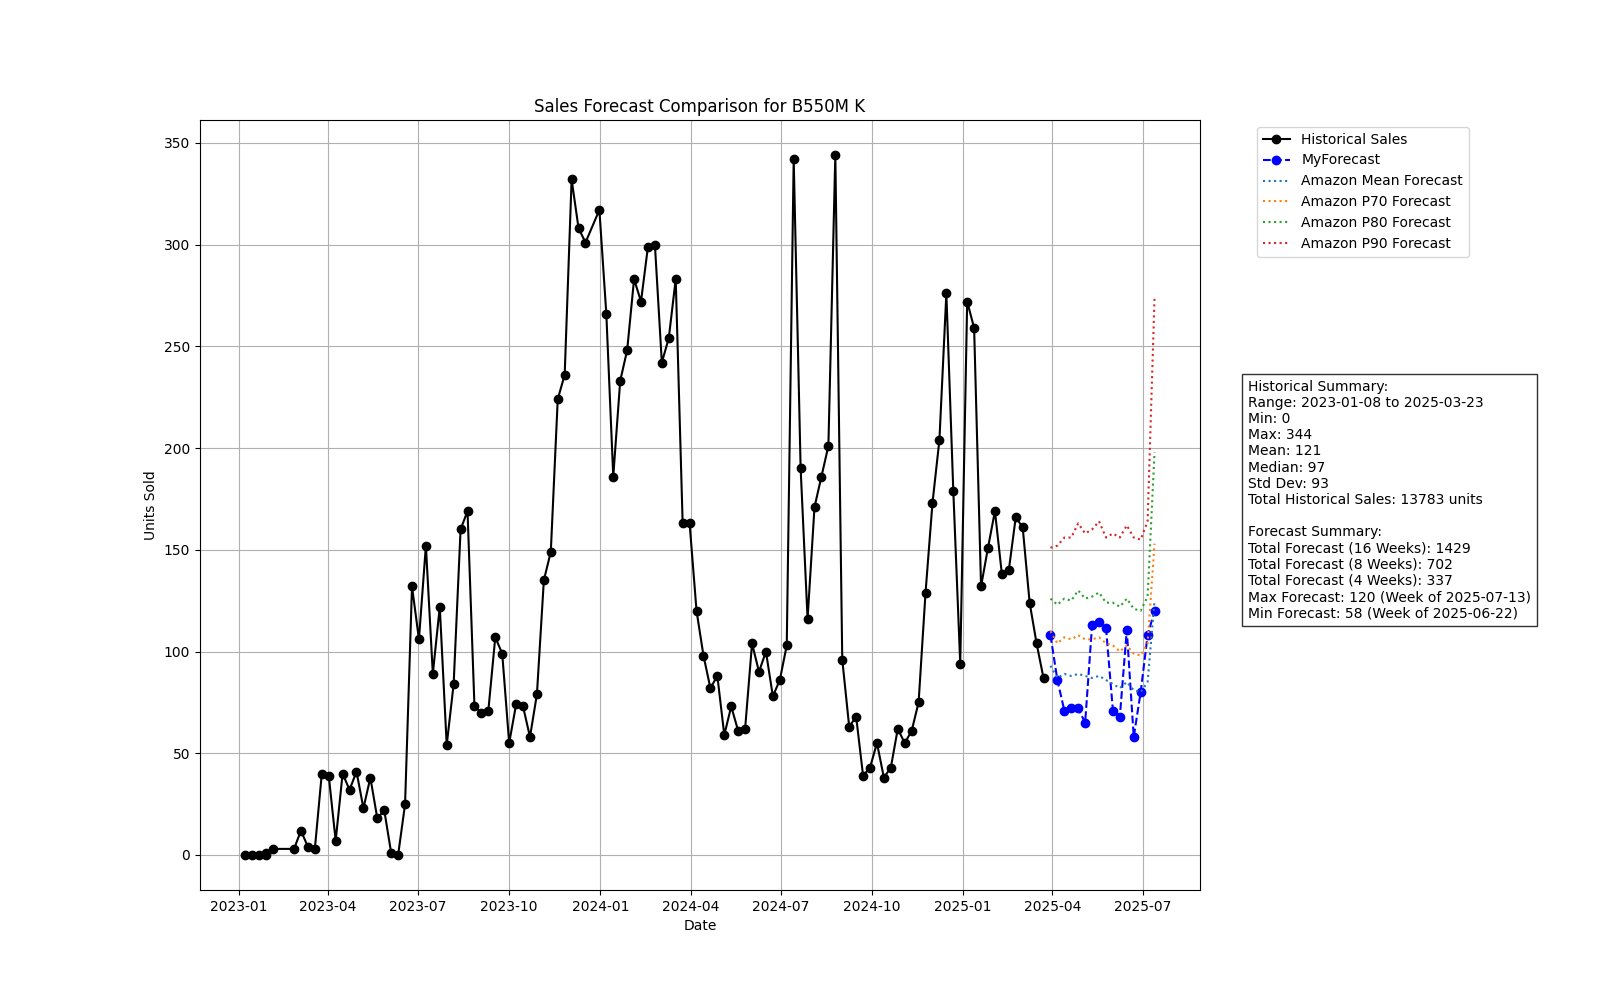 Sales Forecast Comparison for B550M K
Historical Sales
MyForecast
Amazon Mean Forecast
Amazon P70 Forecast
Amazon P80 Forecast
Amazon P90 Forecast
350
300
250
200
150
100
50
0
Units Sold
2023-01
2023-04
2023-07
2023-10
2024-01
2024-04
2024-07
2024-10
2025-01
2025-04
2025-07
Date
Historical Summary:
Range: 2023-01-08 to 2025-03-23
Min: 0
Max: 344
Mean: 121
Median: 97
Std Dev: 93
Total Historical Sales: 13783 units
Forecast Summary:
Total Forecast (16 Weeks): 1429
Total Forecast (8 Weeks): 702
Total Forecast (4 Weeks): 337
Max Forecast: 120 (Week of 2025-07-13)
Min Forecast: 58 (Week of 2025-06-22)